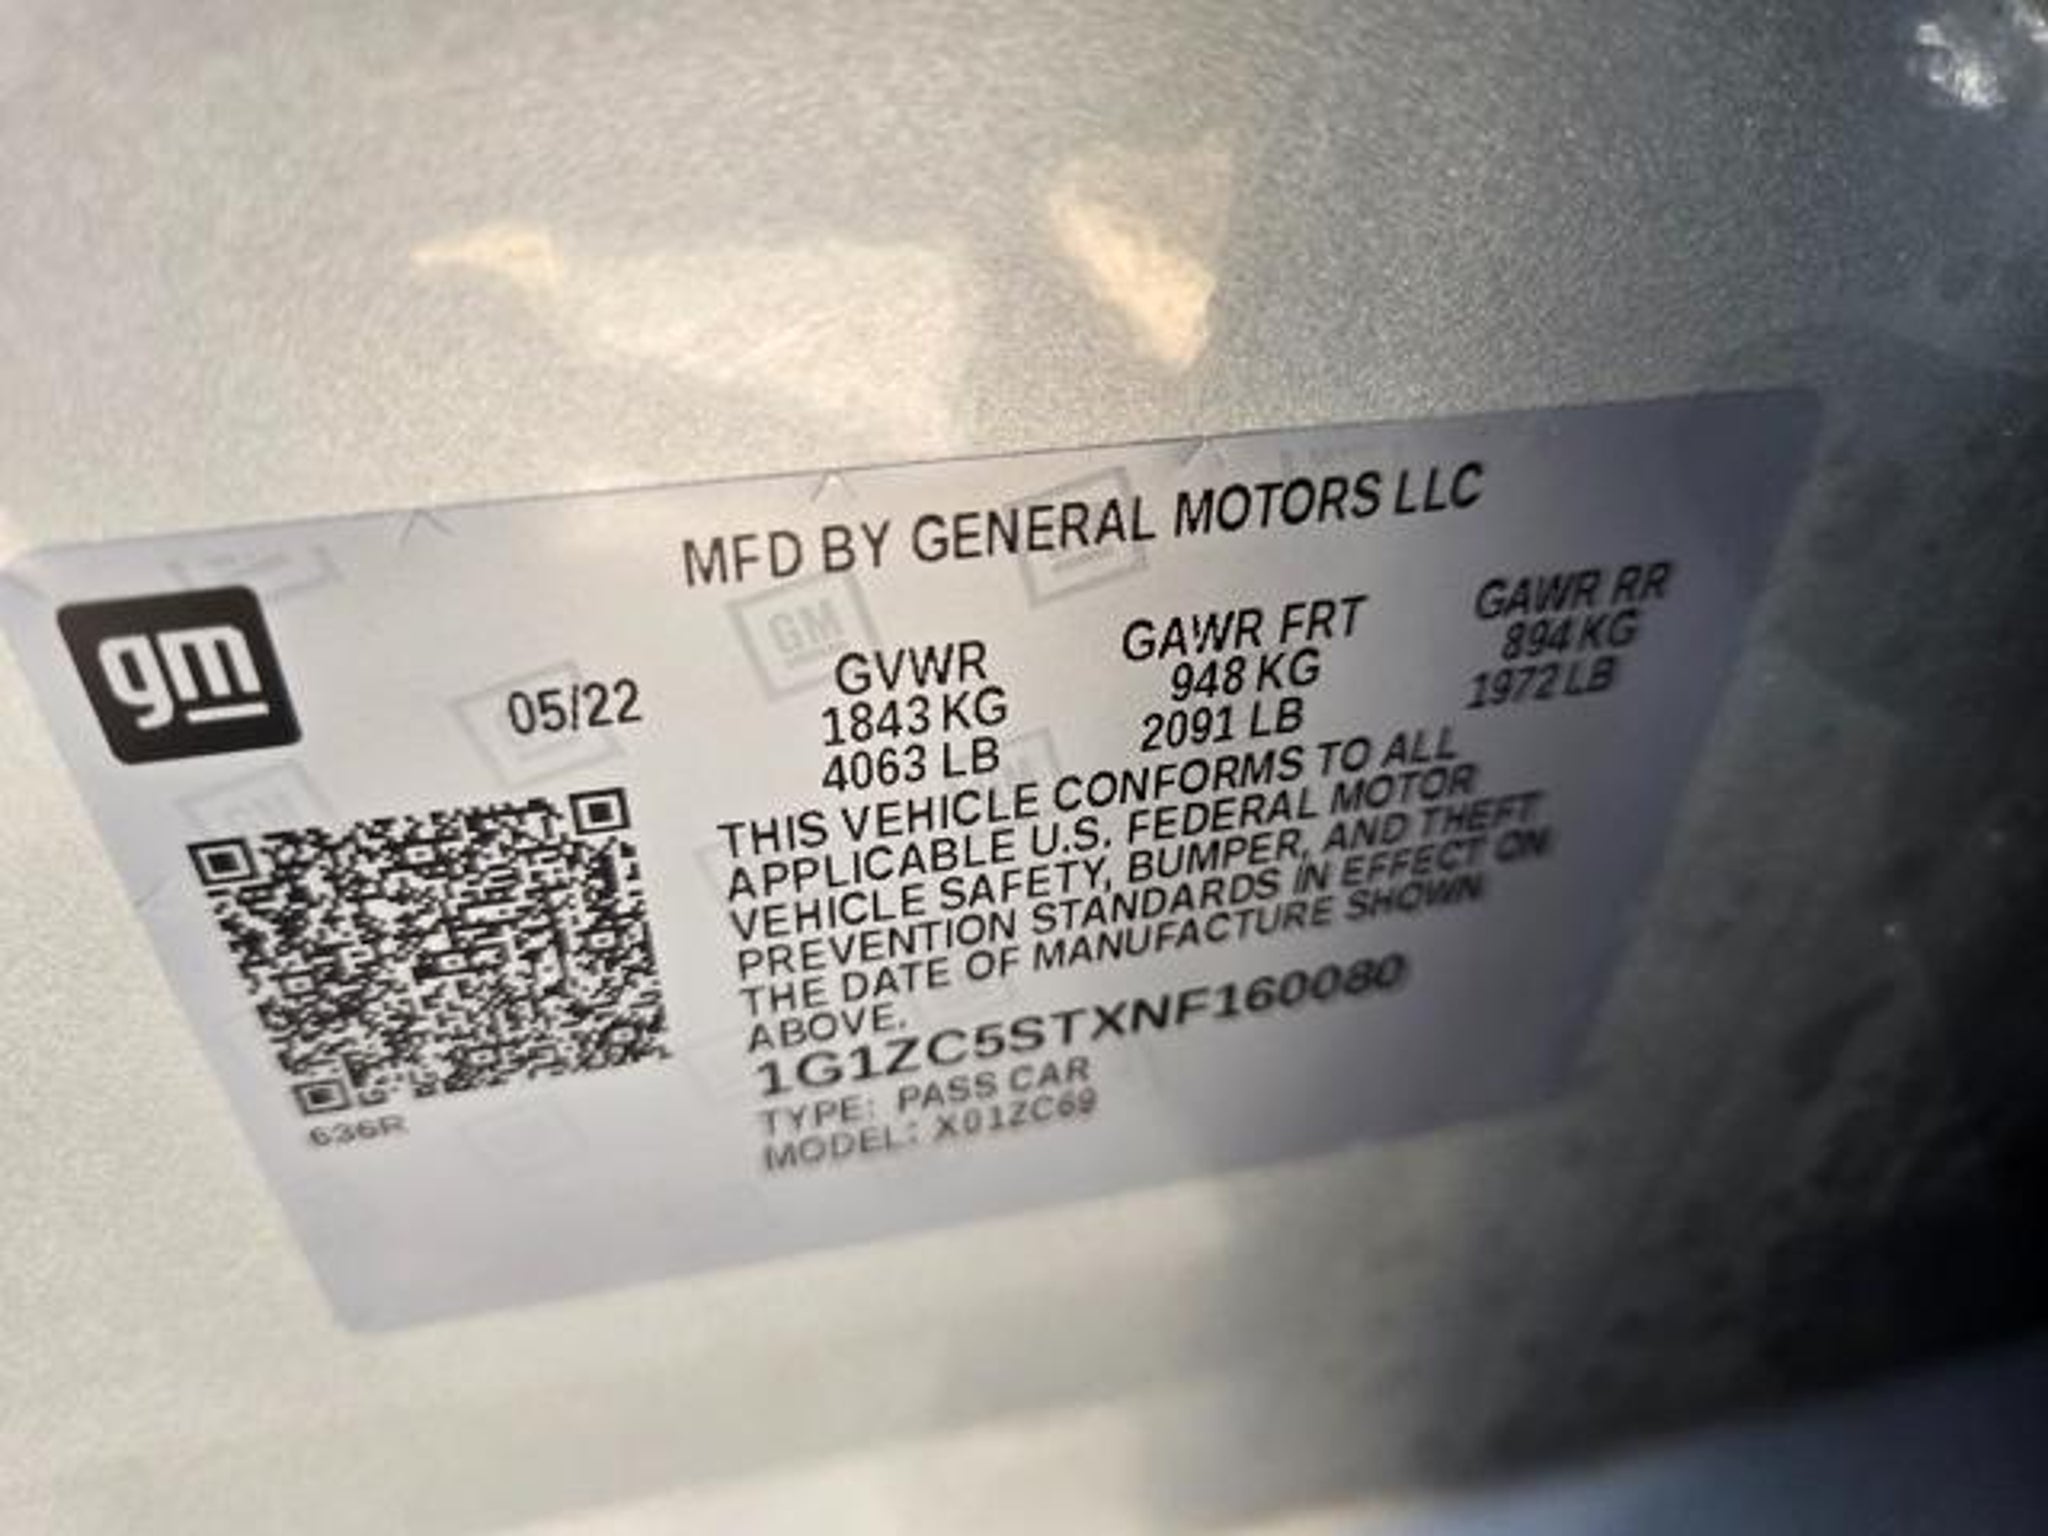 MFD BY GENERAL MOTORS LLC
gm
05/22
GVWR
1843 KG
4063 LB
GAWR FRT
948 KG
2091 LB
GAWR RR
894 KG
1972 LB
THIS VEHICLE CONFORMS TO ALL
APPLICABLE U.S. FEDERAL MOTOR
VEHICLE SAFETY, BUMPER, AND THEFT
PREVENTION STANDARDS IN EFFECT ON
THE DATE OF MANUFACTURE SHOWN
ABOVE.
1G1ZC5STXNF160080
TYPE: PASS CAR
MODEL: X01ZC69
636R
GM